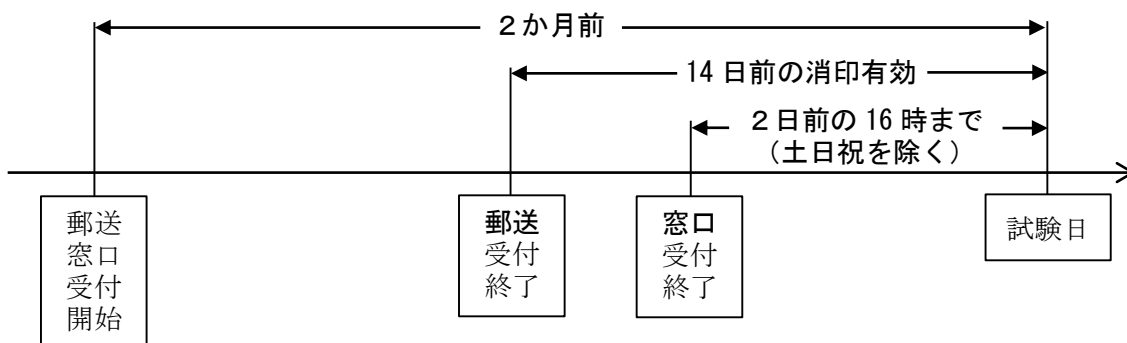 ２か月前
14 日前の消印有効
２日前の 16 時まで
（土日祝を除く）
郵送
窓口
受付
開始
郵送
受付
終了
窓口
受付
終了
試験日